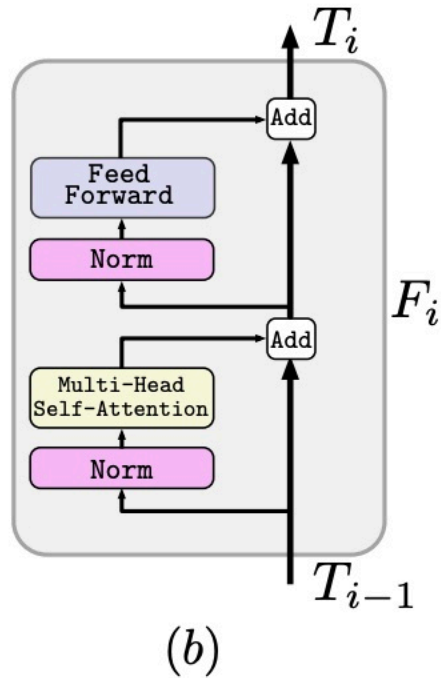 T_i
Add
Feed
Forward
Norm
F_i
Add
Multi-Head
Self-Attention
Norm
T_{i-1}
(b)